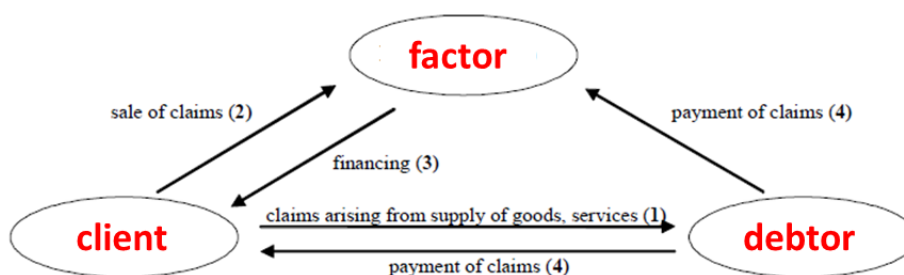 factor
sale of claims (2)
payment of claims (4)
financing (3)
client
claims arising from supply of goods, services (1)
debtor
payment of claims (4)